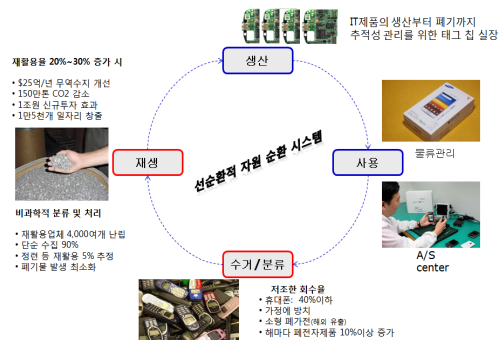 IT제품의 생산부터 폐기까지
추적성 관리를 위한 태그 칩 실장
생산
재활용율 20%~30% 증가 시
• $25억/년 무역수지 개선
• 150만톤 CO2 감소
• 1조원 신규투자 효과
• 1만5천개 일자리 창출
재생
선순환적 자원 순환 시스템
사용
물류관리
비과학적 분류 및 처리
• 재활용업체 4,000여개 난립
• 단순 수집 90%
• 정련 등 재활용 5% 추정
• 폐기물 발생 최소화
A/S
center
수거/분류
저조한 회수율
• 휴대폰: 40%이하
• 가정에 방치
• 소형 폐가전(해외 유출)
• 해마다 폐전자제품 10%이상 증가